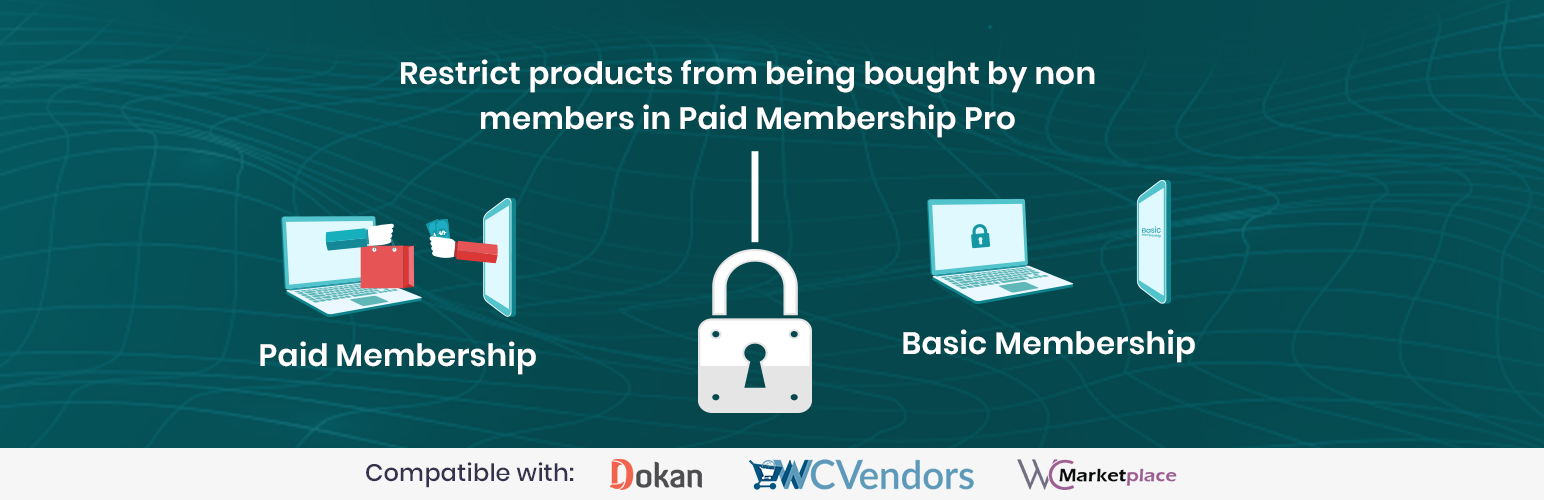 Restrict products from being bought by non
members in Paid Membership Pro
Basic
Paid Membership
Basic Membership
Compatible with:
Dokan
WCVendors
WC Marketplace